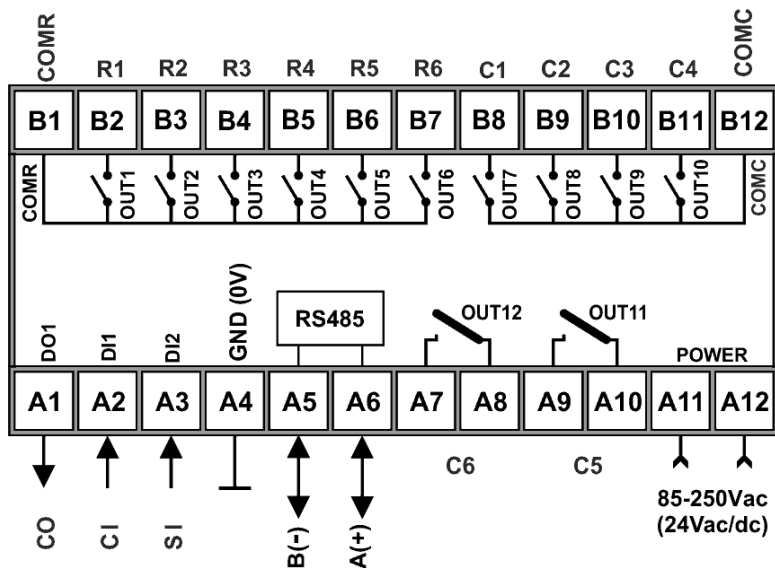 COMR R1 R2 R3 R4 R5 R6 C1 C2 C3 C4 COMC
B1 B2 B3 B4 B5 B6 B7 B8 B9 B10 B11 B12
COMR OUT1 OUT2 OUT3 OUT4 OUT5 OUT6 OUT7 OUT8 OUT9 OUT10 COMC
RS485 OUT12 OUT11
DO1 DI1 DI2 GND (0V) POWER
A1 A2 A3 A4 A5 A6 A7 A8 A9 A10 A11 A12
C6 C5
CO CI SI B(-) A(+)
85-250Vac
(24Vac/dc)